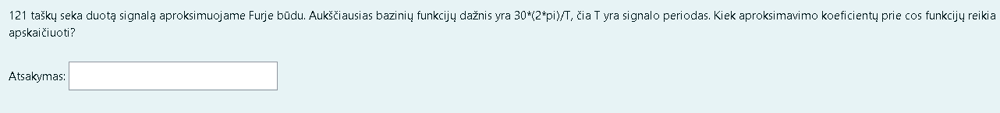 121 taškų seka duotą signalą aproksimuojame Furje būdu. Aukščiausias bazinių funkcijų dažnis yra 30*(2*pi)/T, čia T yra signalo periodas. Kiek aproksimavimo koeficientų prie cos funkcijų reikia
apskaičiuoti?
Atsakymas: